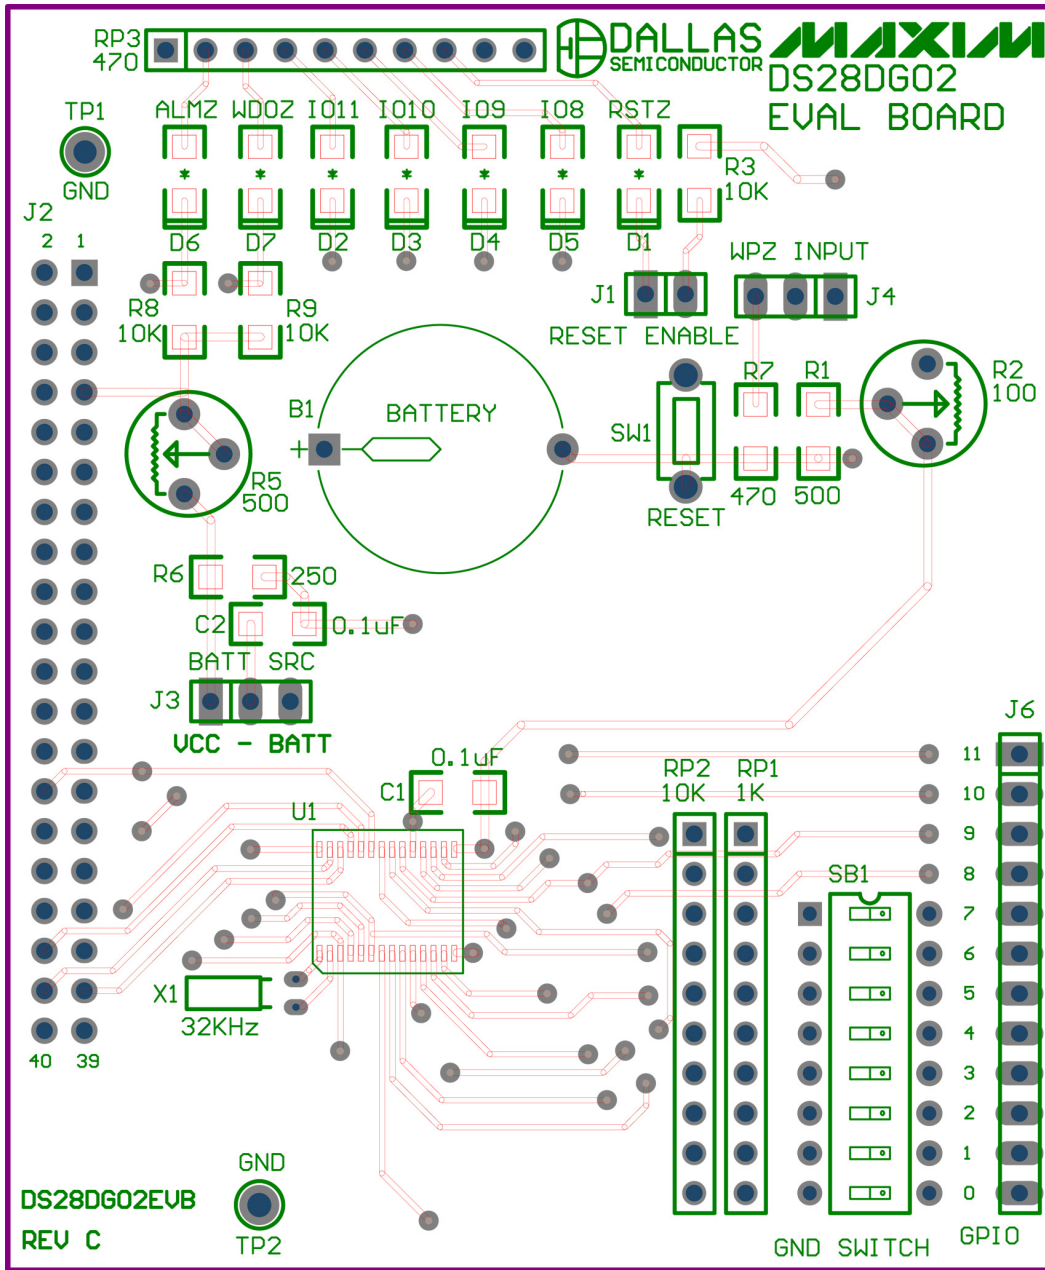 RP3
470
DALLAS
SEMICONDUCTOR
MAXIM
DS28DG02
EVAL BOARD
TP1
GND
ALMZ WDOZ IO11 IO10 IO9 IO8 RSTZ
* * * * * * *
R3
10K
J2
2 1
D6 D7 D2 D3 D4 D5 D1
WPZ INPUT
J1
J4
R8
10K
R9
10K
RESET ENABLE
R7 R1
R2
100
B1
BATTERY
+
SW1
R5
500
470 500
RESET
R6
250
C2
0.1uF
BATT SRC
J3
VCC - BATT
J6
0.1uF
C1
RP2
10K
RP1
1K
U1
11
10
9
8
7
6
5
4
3
2
1
0
SB1
X1
32KHz
40 39
GND
TP2
DS28DG02EVB
REV C
GPIO
GND SWITCH